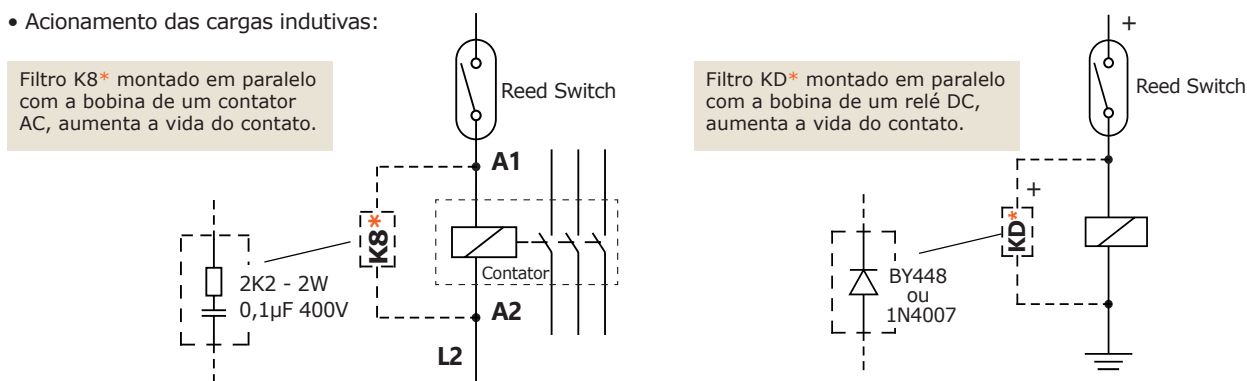 • Acionamento das cargas indutivas:
Filtro K8* montado em paralelo
com a bobina de um contator
AC, aumenta a vida do contato.
Reed Switch
A1
K8*
2K2 - 2W
0,1µF 400V
Contator
A2
L2
Filtro KD* montado em paralelo
com a bobina de um relé DC,
aumenta a vida do contato.
+
Reed Switch
+
KD*
BY448
ou
1N4007